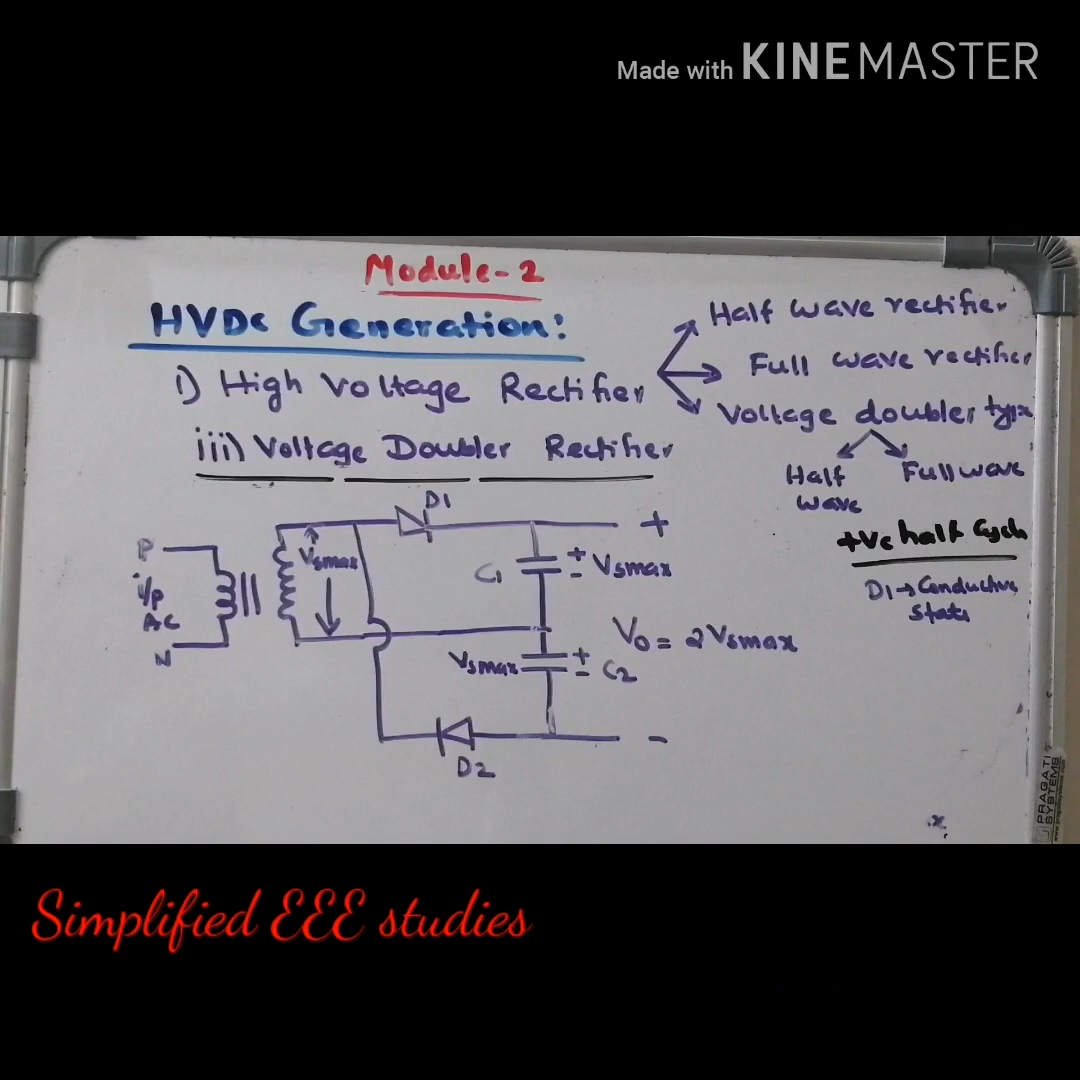 Made with KINEMASTER
Module-2
HVDC Generation:
i) High Voltage Rectifier
Half wave rectifier
Full wave rectifier
Voltage doubler type
Half wave
Full wave
iii) Voltage Doubler Rectifier
+Ve half Cycle
D1→Conductive
State
D1
+
P
i/p
AC
N
Vsmax
C1
+
-
Vsmax
Vo = 2Vsmax
Vsmax
+
-
C2
D2
-
PRAGATI
SYSTEMS
Simplified EEE studies